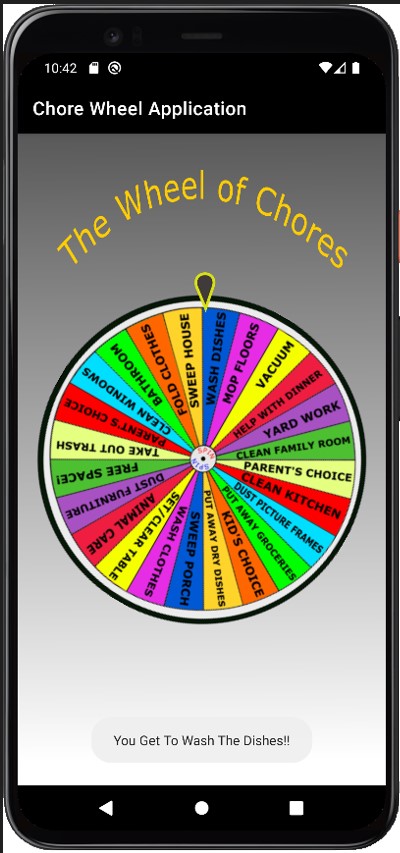 10:42
Chore Wheel Application
The Wheel of Chores
WASH DISHES
MOP FLOORS
VACUUM
HELP WITH DINNER
YARD WORK
CLEAN FAMILY ROOM
PARENT'S CHOICE
CLEAN KITCHEN
DUST PICTURE FRAMES
PUT AWAY GROCERIES
KID'S CHOICE
PUT AWAY DRY DISHES
SWEEP PORCH
WASH CLOTHES
SET/CLEAR TABLE
ANIMAL CARE
DUST FURNITURE
FREE SPACE!
TAKE OUT TRASH
PARENT'S CHOICE
CLEAN WINDOWS
BATHROOM
FOLD CLOTHES
SWEEP HOUSE
SPIN
SPIN
You Get To Wash The Dishes!!